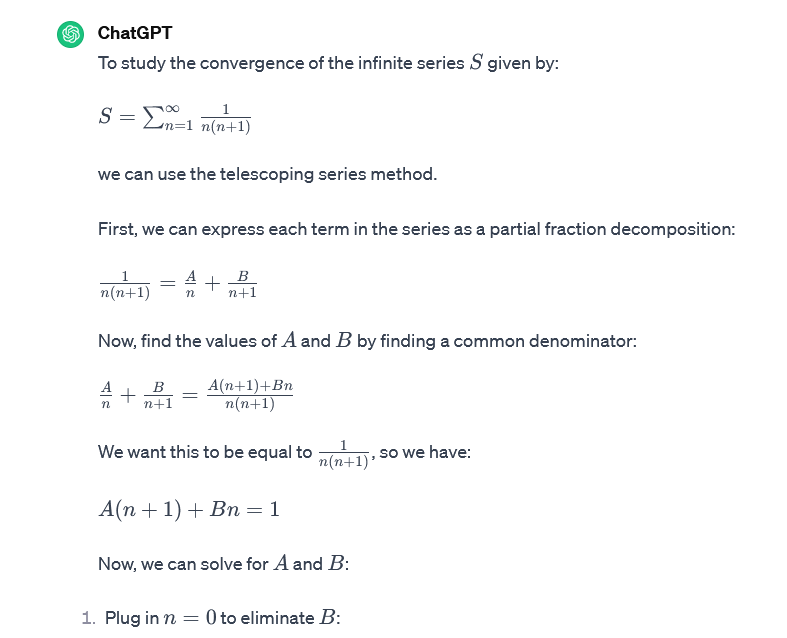 ChatGPT
To study the convergence of the infinite series S given by:
S = ∑_{n=1}^{∞} \frac{1}{n(n+1)}
we can use the telescoping series method.
First, we can express each term in the series as a partial fraction decomposition:
\frac{1}{n(n+1)} = \frac{A}{n} + \frac{B}{n+1}
Now, find the values of A and B by finding a common denominator:
\frac{A}{n} + \frac{B}{n+1} = \frac{A(n+1)+Bn}{n(n+1)}
We want this to be equal to \frac{1}{n(n+1)}, so we have:
A(n + 1) + Bn = 1
Now, we can solve for A and B:
1. Plug in n = 0 to eliminate B: